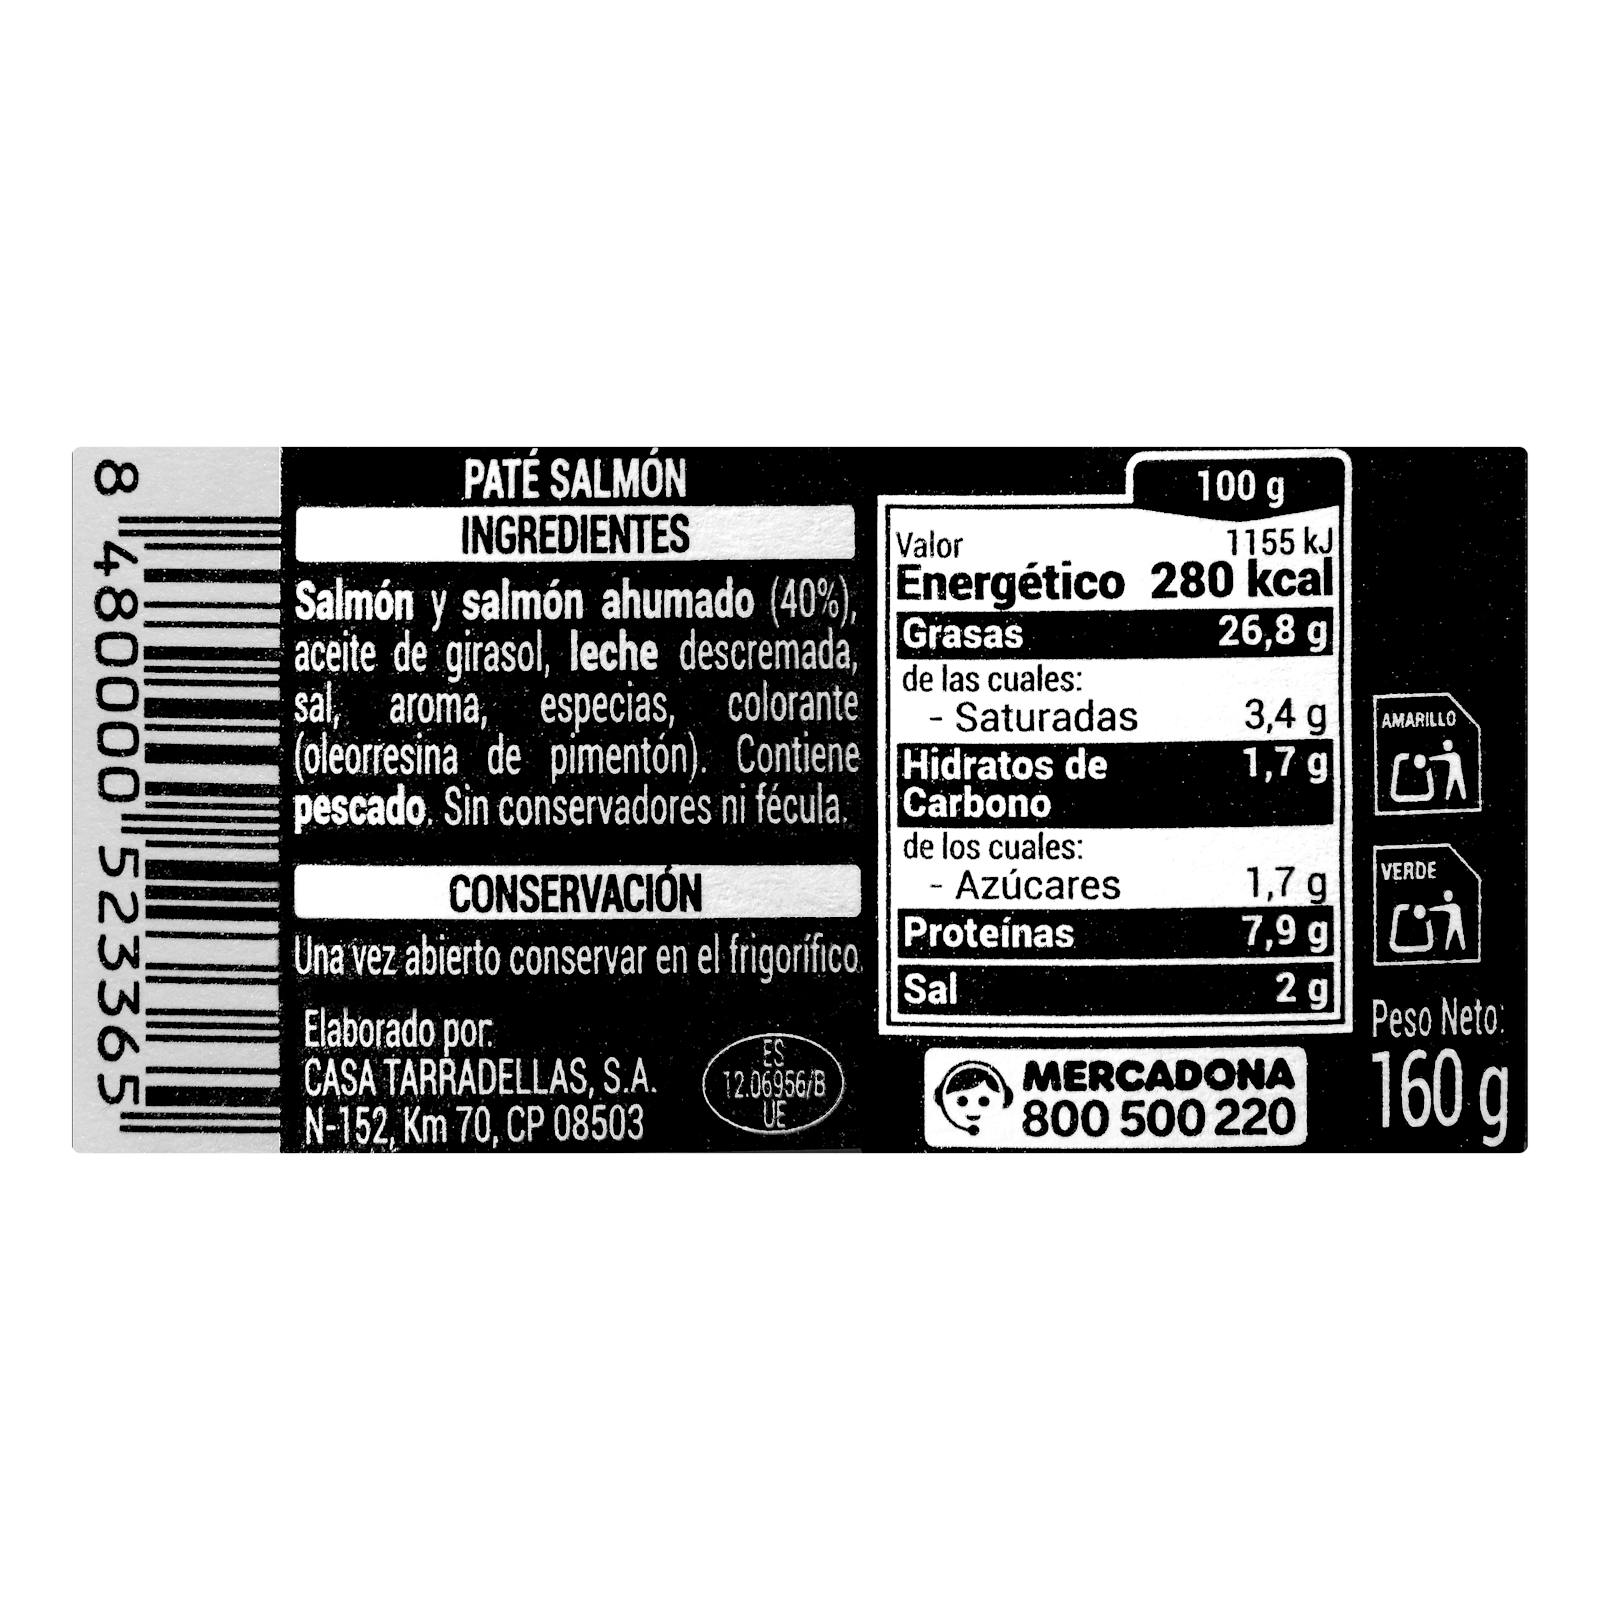 8 480000 523365
PATÉ SALMÓN
INGREDIENTES
Salmón y salmón ahumado (40%),
aceite de girasol, leche descremada,
sal, aroma, especias, colorante
(oleorresina de pimentón). Contiene
pescado. Sin conservadores ni fécula.
CONSERVACIÓN
Una vez abierto conservar en el frigorífico.
Elaborado por:
CASA TARRADELLAS, S.A.
N-152, Km 70, CP 08503
ES
12.06956/B
UE
100 g
Valor 1155 kJ
Energético 280 kcal
Grasas 26,8 g
de las cuales:
- Saturadas 3,4 g
Hidratos de 1,7 g
Carbono
de los cuales:
- Azúcares 1,7 g
Proteínas 7,9 g
Sal 2 g
MERCADONA
800 500 220
AMARILLO
VERDE
Peso Neto:
160 g